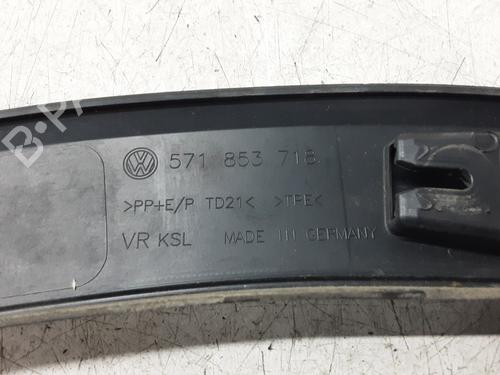 571 853 718
>PP+E/P TD21< >TPE<
VR KSL MADE IN GERMANY